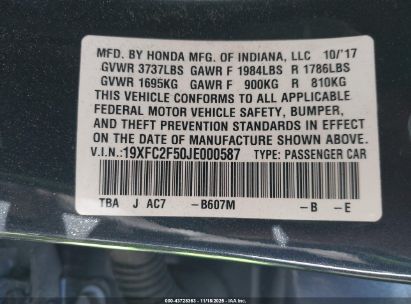 MFD. BY HONDA MFG. OF INDIANA, LLC 10/'17
GVWR 3737LBS GAWR F 1984LBS R 1786LBS
GVWR 1695KG GAWR F 900KG R 810KG
THIS VEHICLE CONFORMS TO ALL APPLICABLE
FEDERAL MOTOR VEHICLE SAFETY, BUMPER,
AND THEFT PREVENTION STANDARDS IN EFFECT
ON THE DATE OF MANUFACTURE SHOWN ABOVE.
V.I.N.:19XFC2F50JE000587 TYPE: PASSENGER CAR
TBA J AC7 -B607M -B -E